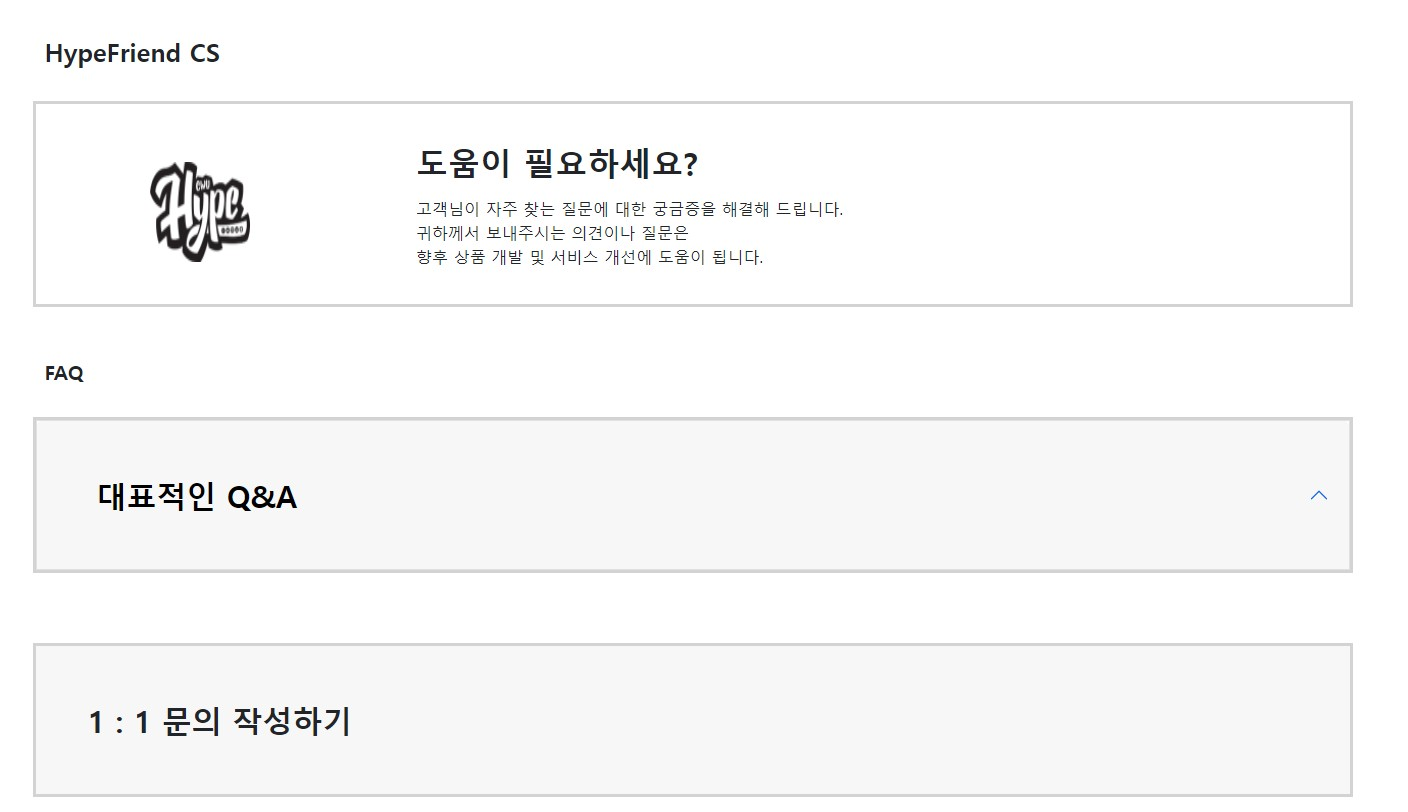 HypeFriend CS
Hype
도움이 필요하세요?
고객님이 자주 찾는 질문에 대한 궁금증을 해결해 드립니다.
귀하께서 보내주시는 의견이나 질문은
향후 상품 개발 및 서비스 개선에 도움이 됩니다.
FAQ
대표적인 Q&A
1 : 1 문의 작성하기